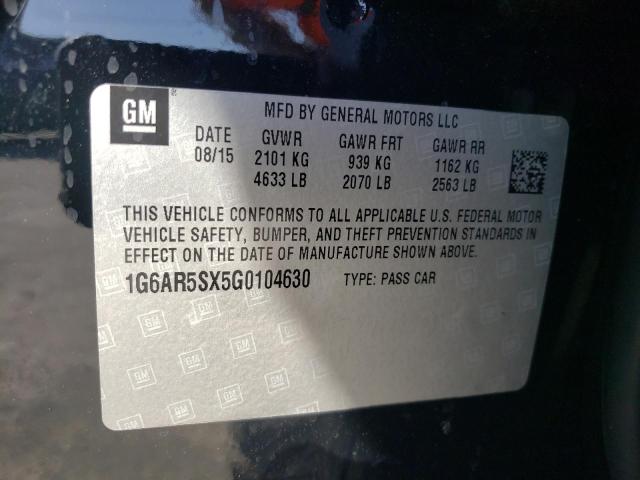 GM
MFD BY GENERAL MOTORS LLC
DATE GVWR GAWR FRT GAWR RR
08/15 2101 KG 939 KG 1162 KG
4633 LB 2070 LB 2563 LB
THIS VEHICLE CONFORMS TO ALL APPLICABLE U.S. FEDERAL MOTOR
VEHICLE SAFETY, BUMPER, AND THEFT PREVENTION STANDARDS IN
EFFECT ON THE DATE OF MANUFACTURE SHOWN ABOVE.
1G6AR5SX5G0104630 TYPE: PASS CAR